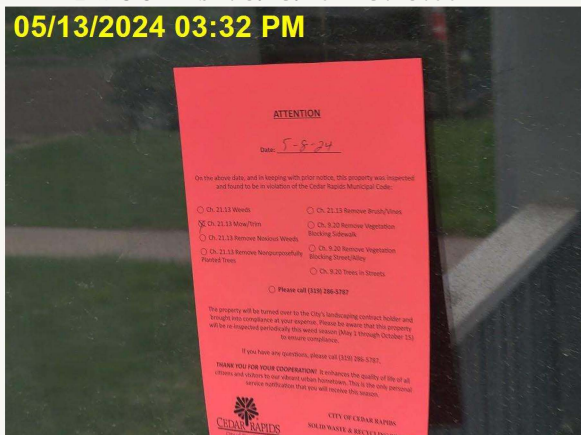 05/13/2024 03:32 PM
ATTENTION
Date: 5-8-24
On the above date, and in keeping with prior notice, this property was inspected
and found to be in violation of the Cedar Rapids Municipal Code:
Ch. 21.13 Weeds
Ch. 21.13 Mow/Trim
Ch. 21.13 Remove Noxious Weeds
Ch. 21.13 Remove Nonpurposefully
Planted Trees
Ch. 21.13 Remove Brush/Vines
Ch. 9.20 Remove Vegetation
Blocking Sidewalk
Ch. 9.20 Remove Vegetation
Blocking Street/Alley
Ch. 9.20 Trees in Streets
Please call (319) 286-5787
The property will be turned over to the City's landscaping contract holder and
brought into compliance at your expense. Please be aware that this property
will be re-inspected periodically this weed season (May 1 through October 15)
to ensure compliance.
If you have any questions, please call (319) 286-5787.
THANK YOU FOR YOUR COOPERATION! It enhances the quality of life of all
citizens and visitors to our vibrant urban hometown. This is the only personal
service notification that you will receive this season.
CEDAR RAPIDS
CITY OF CEDAR RAPIDS
SOLID WASTE & RECYCLING